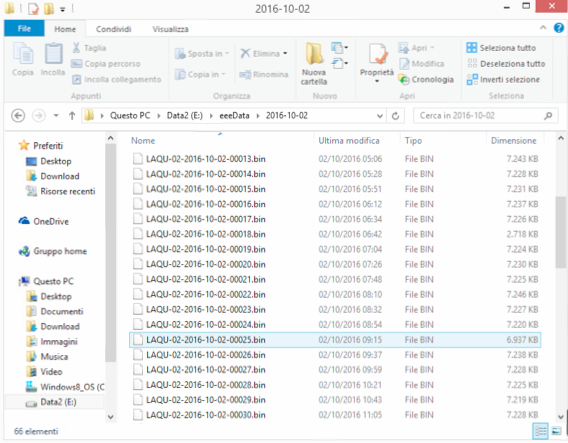 2016-10-02
File Home Condividi Visualizza
Copia Incolla Taglia Copia percorso Incolla collegamento
Sposta in Copia in Elimina Rinomina
Nuova cartella
Proprietà Apri Modifica Cronologia
Seleziona tutto Deseleziona tutto Inverti selezione
Appunti Organizza Nuovo Apri Seleziona
Questo PC Data2 (E:) eeeData 2016-10-02 Cerca in 2016-10-02
Preferiti
Desktop
Download
Risorse recenti
OneDrive
Gruppo home
Questo PC
Desktop
Documenti
Download
Immagini
Musica
Video
Windows8_OS (C
Data2 (E:)
Nome Ultima modifica Tipo Dimensione
LAQU-02-2016-10-02-00013.bin 02/10/2016 05:06 File BIN 7.243 KB
LAQU-02-2016-10-02-00014.bin 02/10/2016 05:28 File BIN 7.228 KB
LAQU-02-2016-10-02-00015.bin 02/10/2016 05:51 File BIN 7.231 KB
LAQU-02-2016-10-02-00016.bin 02/10/2016 06:12 File BIN 7.237 KB
LAQU-02-2016-10-02-00017.bin 02/10/2016 06:34 File BIN 7.226 KB
LAQU-02-2016-10-02-00018.bin 02/10/2016 06:42 File BIN 2.718 KB
LAQU-02-2016-10-02-00019.bin 02/10/2016 07:04 File BIN 7.224 KB
LAQU-02-2016-10-02-00020.bin 02/10/2016 07:26 File BIN 7.230 KB
LAQU-02-2016-10-02-00021.bin 02/10/2016 07:48 File BIN 7.225 KB
LAQU-02-2016-10-02-00022.bin 02/10/2016 08:10 File BIN 7.246 KB
LAQU-02-2016-10-02-00023.bin 02/10/2016 08:32 File BIN 7.227 KB
LAQU-02-2016-10-02-00024.bin 02/10/2016 08:54 File BIN 7.220 KB
LAQU-02-2016-10-02-00025.bin 02/10/2016 09:15 File BIN 6.937 KB
LAQU-02-2016-10-02-00026.bin 02/10/2016 09:37 File BIN 7.238 KB
LAQU-02-2016-10-02-00027.bin 02/10/2016 09:59 File BIN 7.228 KB
LAQU-02-2016-10-02-00028.bin 02/10/2016 10:21 File BIN 7.225 KB
LAQU-02-2016-10-02-00029.bin 02/10/2016 10:43 File BIN 7.219 KB
LAQU-02-2016-10-02-00030.bin 02/10/2016 11:05 File BIN 7.228 KB
66 elementi